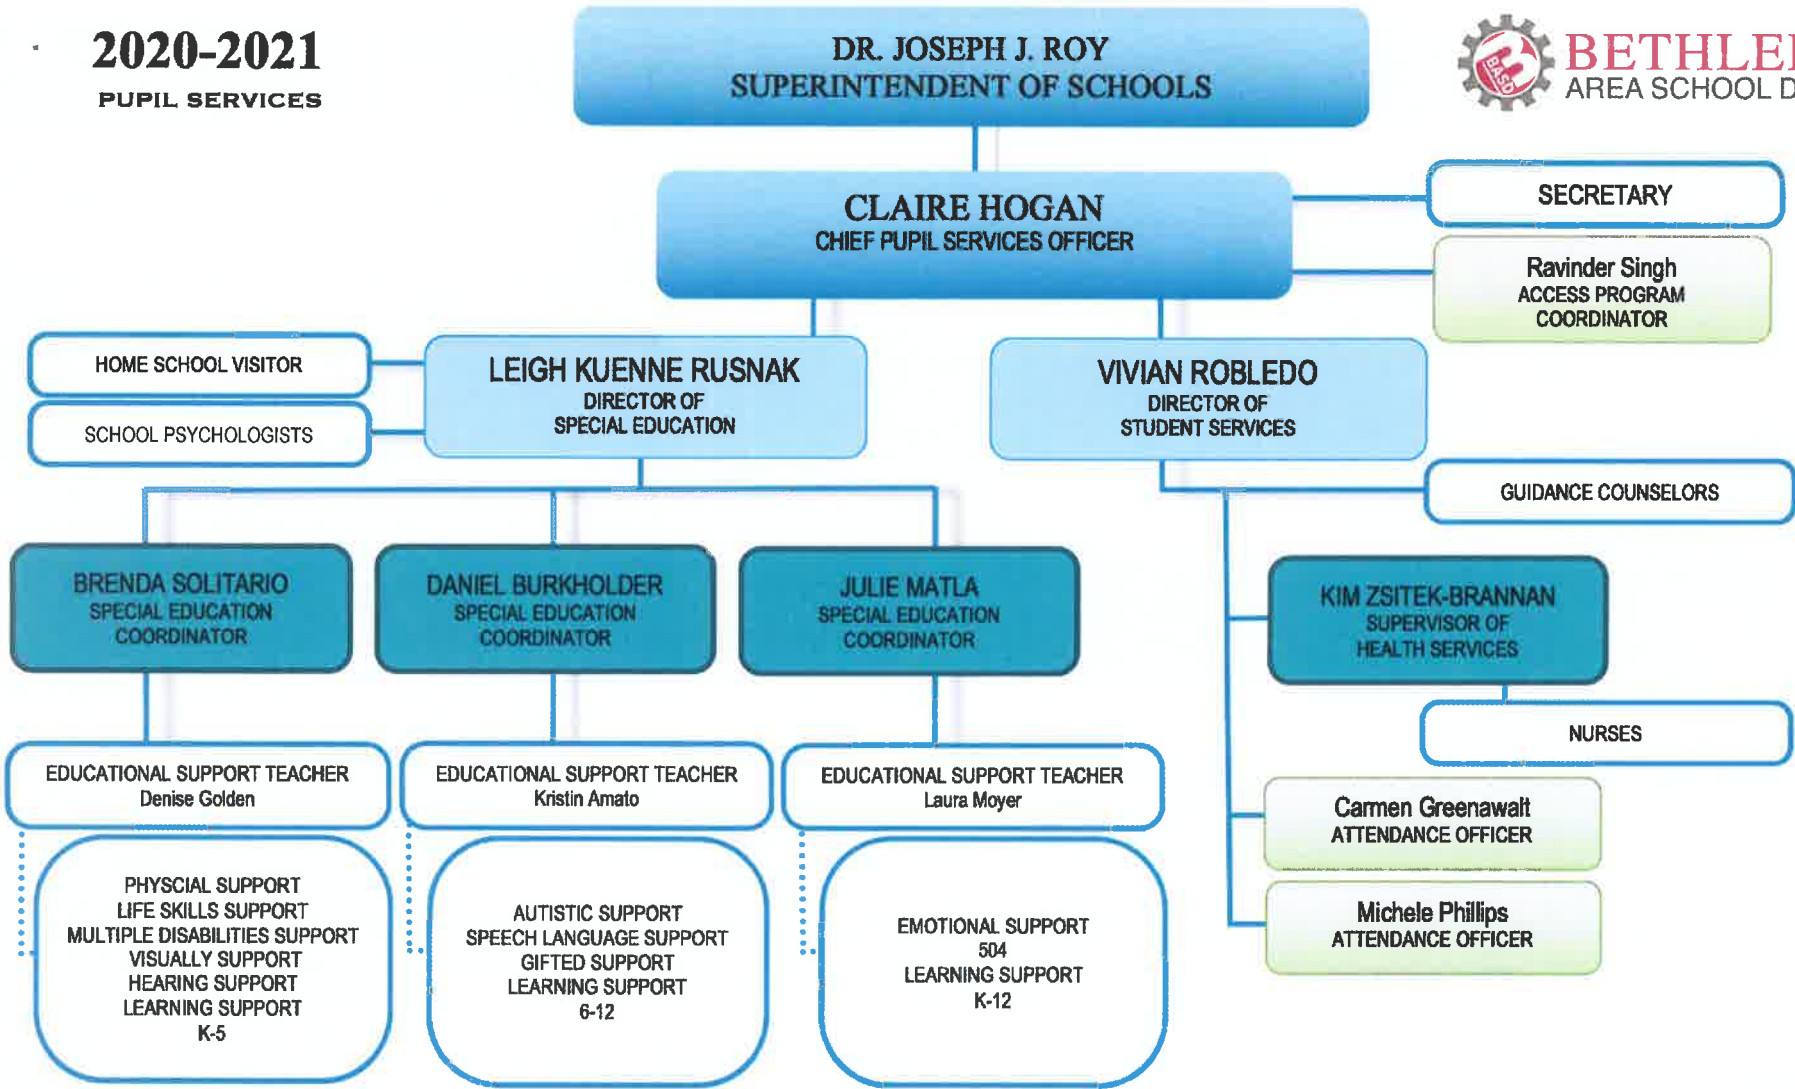 2020-2021
PUPIL SERVICES
DR. JOSEPH J. ROY
SUPERINTENDENT OF SCHOOLS
BASD
BETHLE
AREA SCHOOL D
CLAIRE HOGAN
CHIEF PUPIL SERVICES OFFICER
SECRETARY
Ravinder Singh
ACCESS PROGRAM
COORDINATOR
HOME SCHOOL VISITOR
SCHOOL PSYCHOLOGISTS
LEIGH KUENNE RUSNAK
DIRECTOR OF
SPECIAL EDUCATION
VIVIAN ROBLEDO
DIRECTOR OF
STUDENT SERVICES
GUIDANCE COUNSELORS
BRENDA SOLITARIO
SPECIAL EDUCATION
COORDINATOR
DANIEL BURKHOLDER
SPECIAL EDUCATION
COORDINATOR
JULIE MATLA
SPECIAL EDUCATION
COORDINATOR
KIM ZSITEK-BRANNAN
SUPERVISOR OF
HEALTH SERVICES
NURSES
EDUCATIONAL SUPPORT TEACHER
Denise Golden
EDUCATIONAL SUPPORT TEACHER
Kristin Amato
EDUCATIONAL SUPPORT TEACHER
Laura Moyer
Carmen Greenawalt
ATTENDANCE OFFICER
Michele Phillips
ATTENDANCE OFFICER
PHYSCIAL SUPPORT
LIFE SKILLS SUPPORT
MULTIPLE DISABILITIES SUPPORT
VISUALLY SUPPORT
HEARING SUPPORT
LEARNING SUPPORT
K-5
AUTISTIC SUPPORT
SPEECH LANGUAGE SUPPORT
GIFTED SUPPORT
LEARNING SUPPORT
6-12
EMOTIONAL SUPPORT
504
LEARNING SUPPORT
K-12